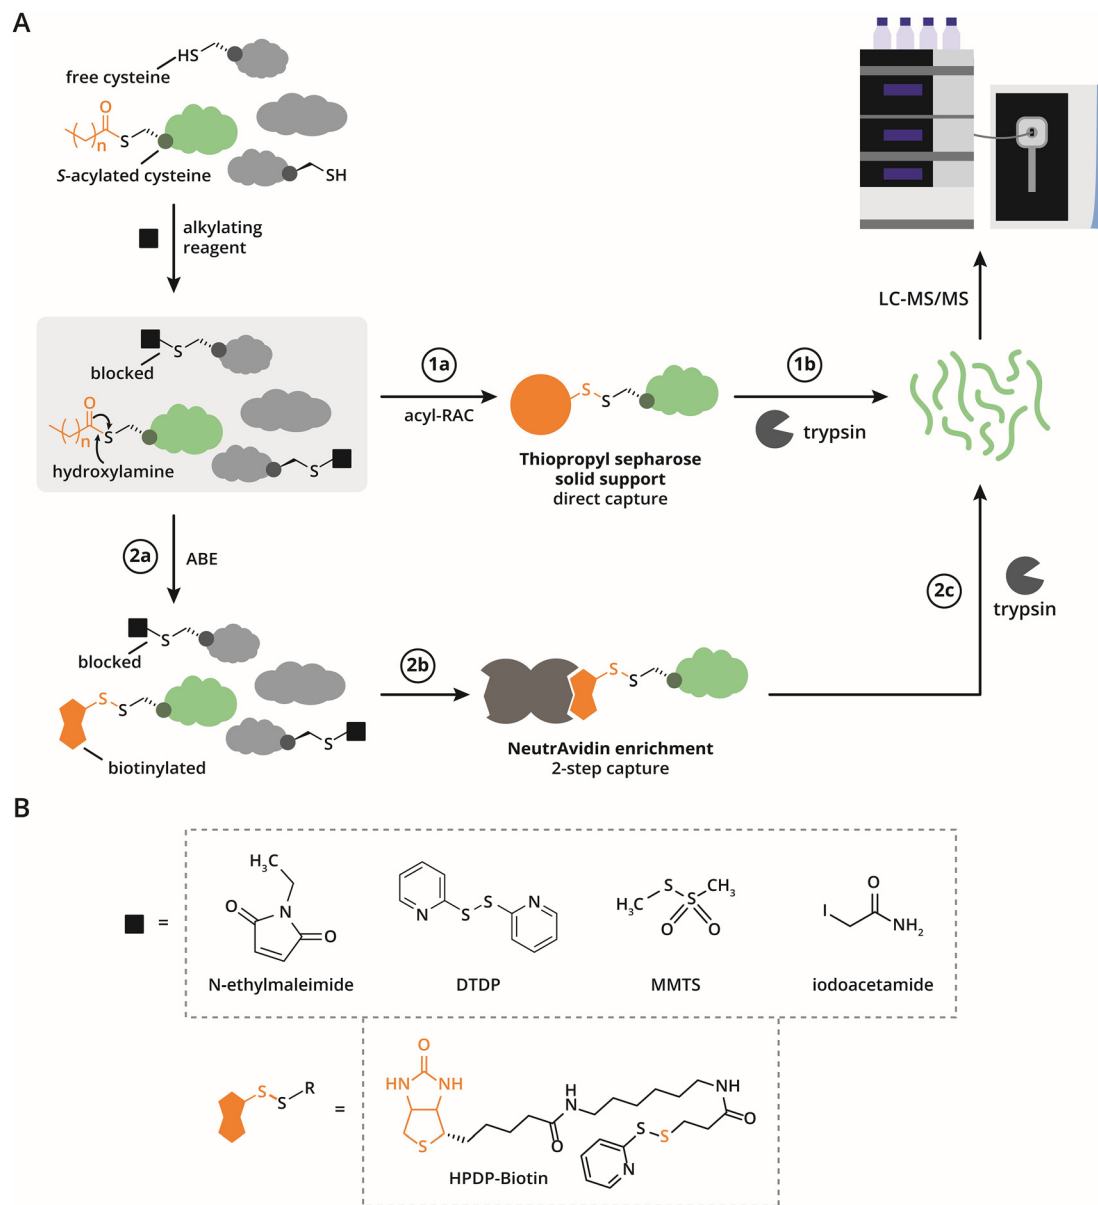 A
HS
free cysteine
O
n
S
S-acylated cysteine
SH
alkylating
reagent
LC-MS/MS
S
blocked
O
n
S
hydroxylamine
S
1a
acyl-RAC
S
S
1b
trypsin
Thiopropyl sepharose
solid support
direct capture
2a
ABE
2c
trypsin
S
blocked
S
S
S
biotinylated
2b
S
S
NeutrAvidin enrichment
2-step capture
B
=
H₃C
O
N
O
N-ethylmaleimide
N
S
S
N
DTDP
S
CH₃
H₃C
S
O
O
MMTS
O
I
NH₂
iodoacetamide
S
S
R
=
O
HN
NH
S
O
H
N
NH
O
S
S
N
HPDP-Biotin